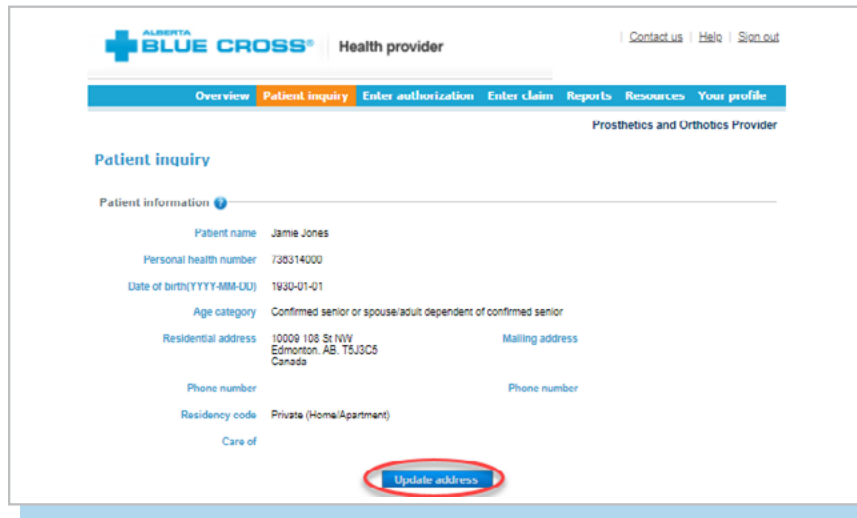 ALBERTA
BLUE CROSS® Health provider
Contact us | Help | Sign out
Overview Patient inquiry Enter authorization Enter claim Reports Resources Your profile
Prosthetics and Orthotics Provider
Patient inquiry
Patient information ?
Patient name Jamie Jones
Personal health number 736314000
Date of birth(YYYY-MM-DD) 1930-01-01
Age category Confirmed senior or spouse/adult dependent of confirmed senior
Residential address 10009 108 St NW Mailing address
Edmonton. AB. T5J3C5
Canada
Phone number Phone number
Residency code Private (Home/Apartment)
Care of
Update address